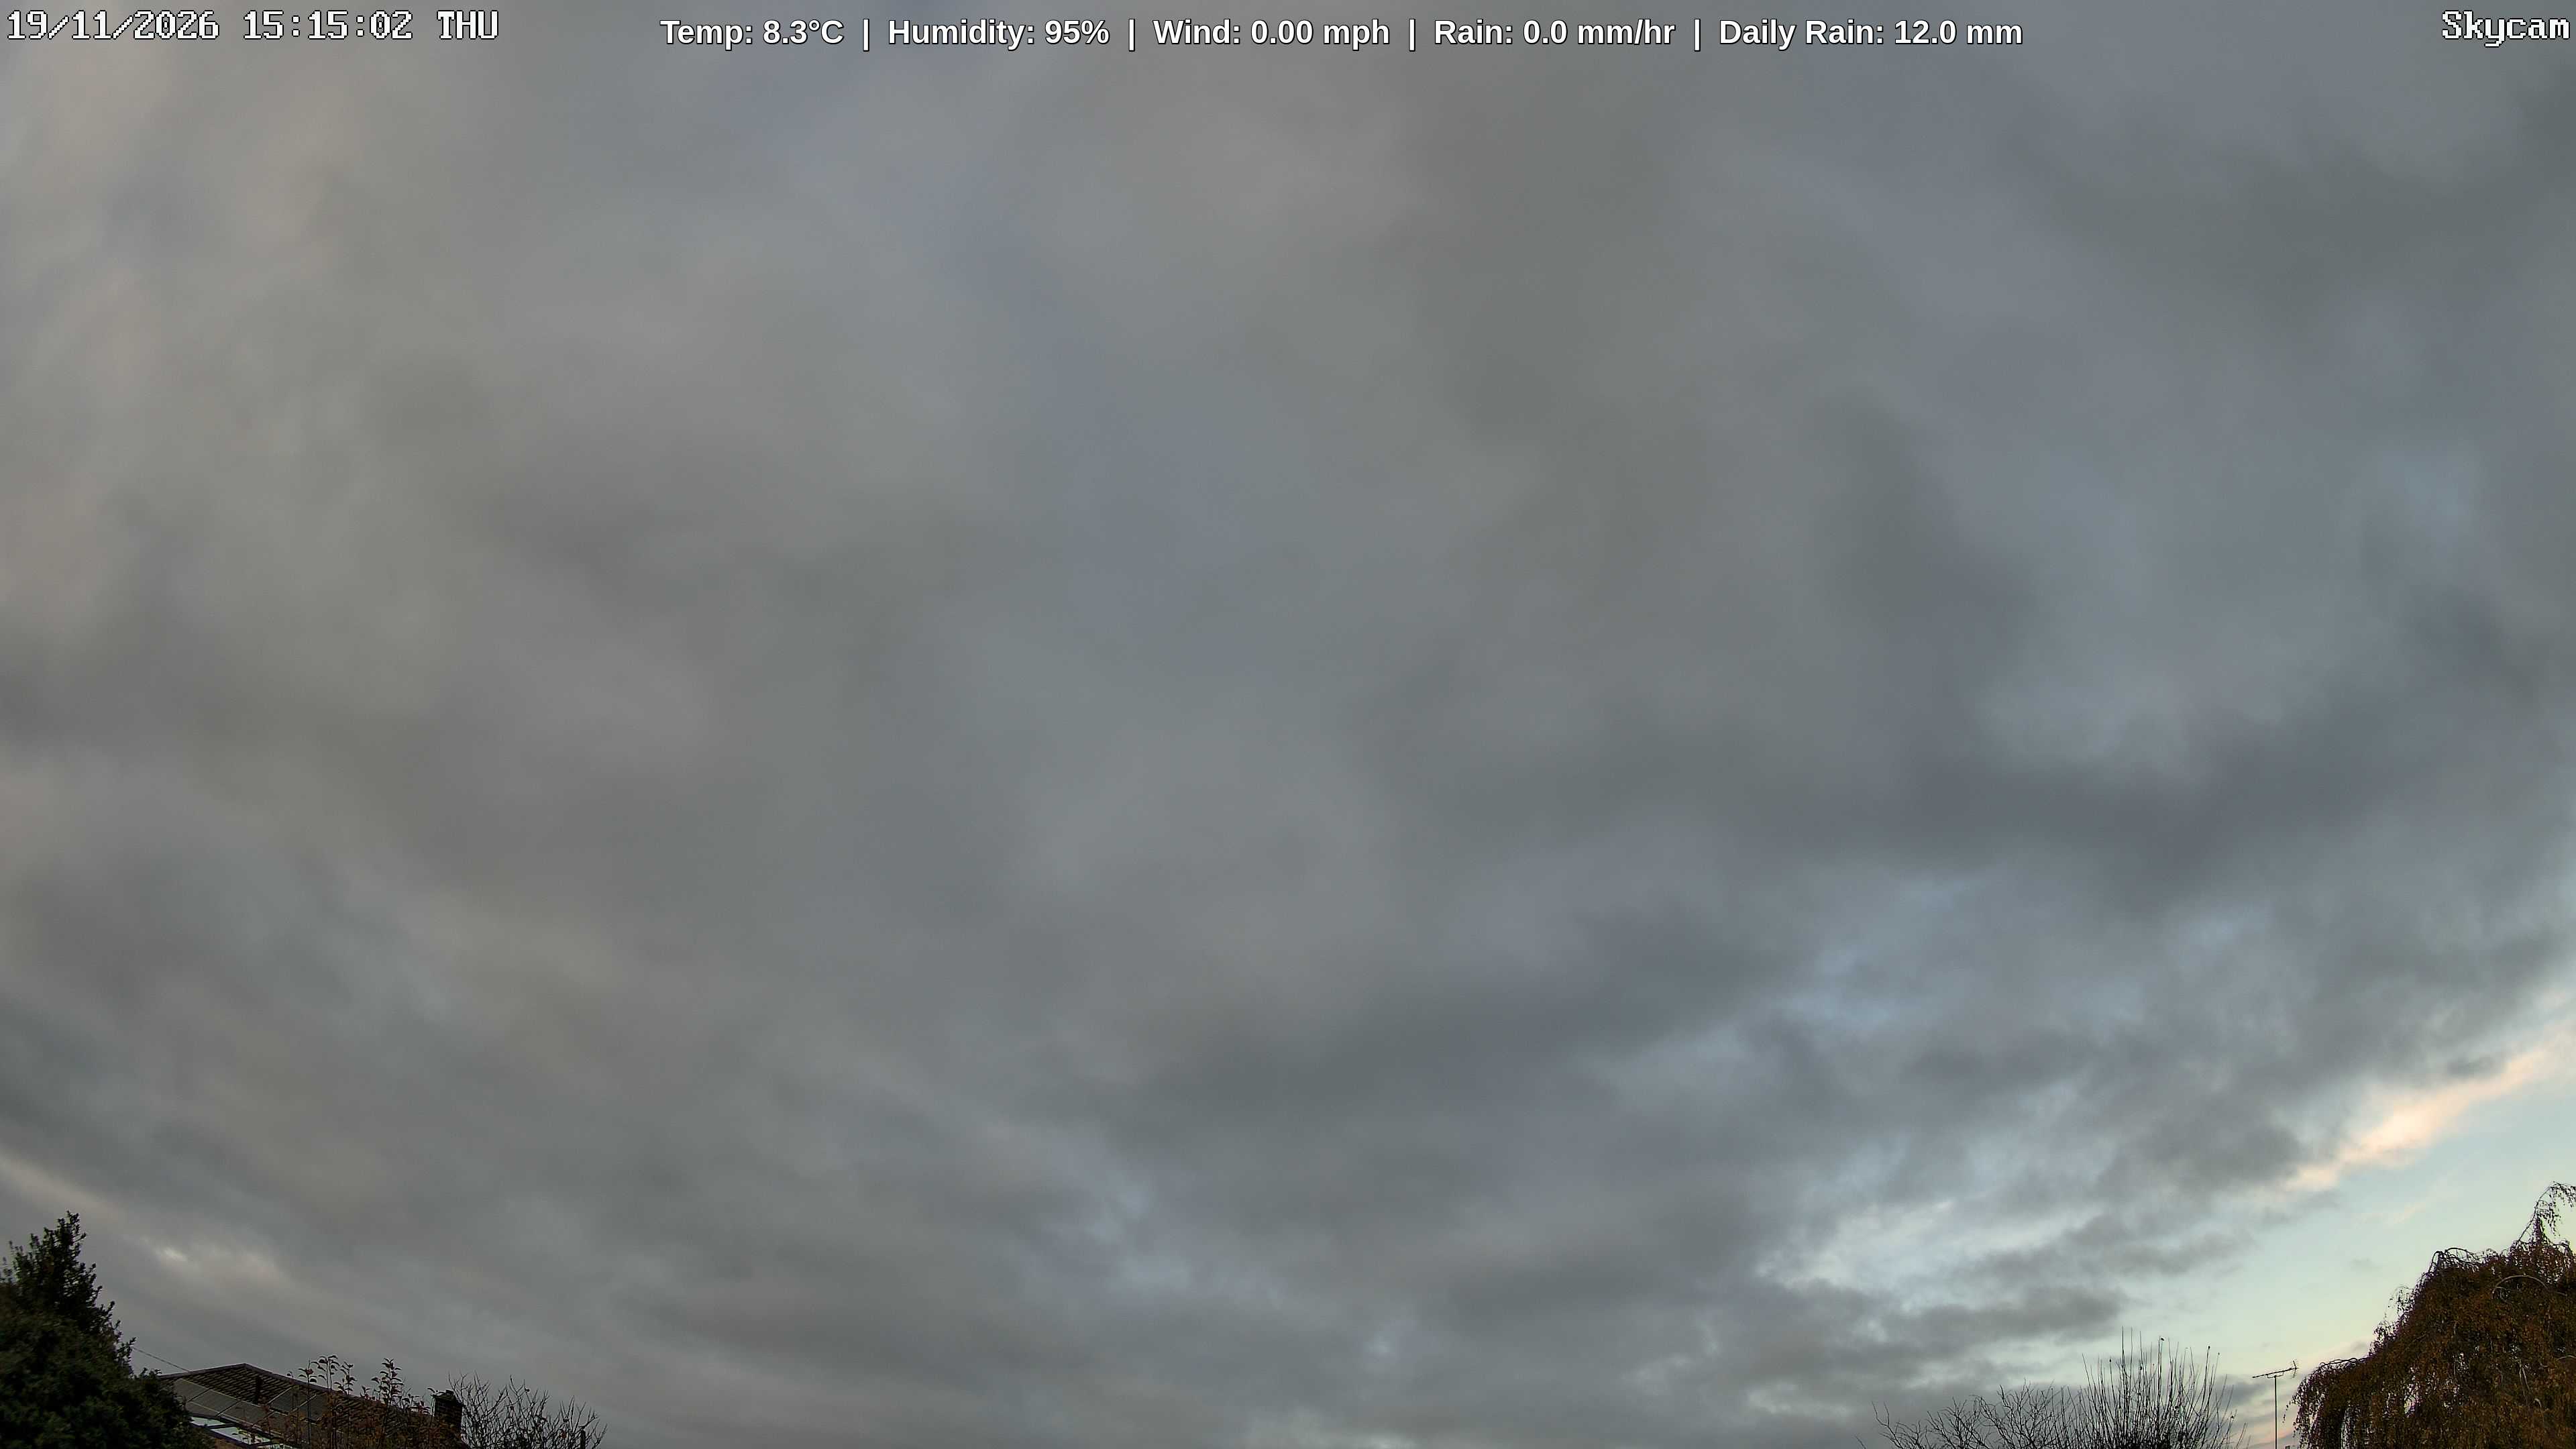 19/11/2026 15:15:02 THU
Temp: 8.3°C | Humidity: 95% | Wind: 0.00 mph | Rain: 0.0 mm/hr | Daily Rain: 12.0 mm
Skycam